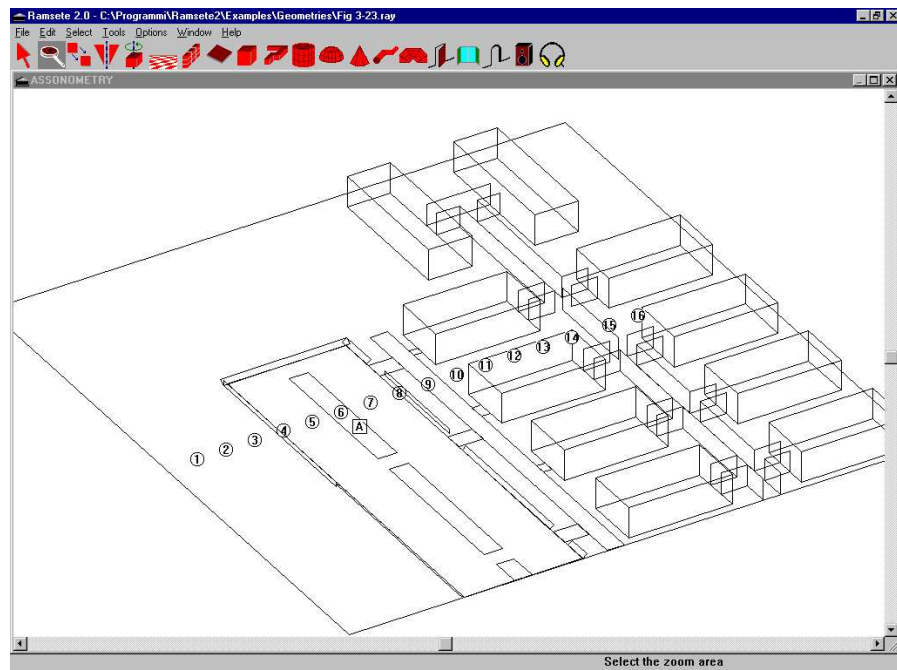 Ramsete 2.0 - C:\Programmi\Ramsete2\Examples\Geometries\Fig 3-23.ray
File Edit Select Tools Options Window Help
ASSONOMETRY
1 2 3 4 5 6 7 8 9 10 11 12 13 14 15 16
A
Select the zoom area